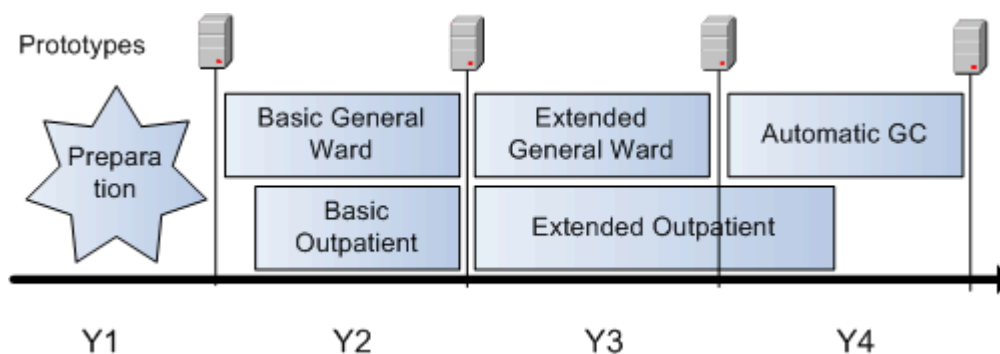 Prototypes
Prepara
tion
Basic General
Ward
Extended
General Ward
Automatic GC
Basic
Outpatient
Extended Outpatient
Y1
Y2
Y3
Y4